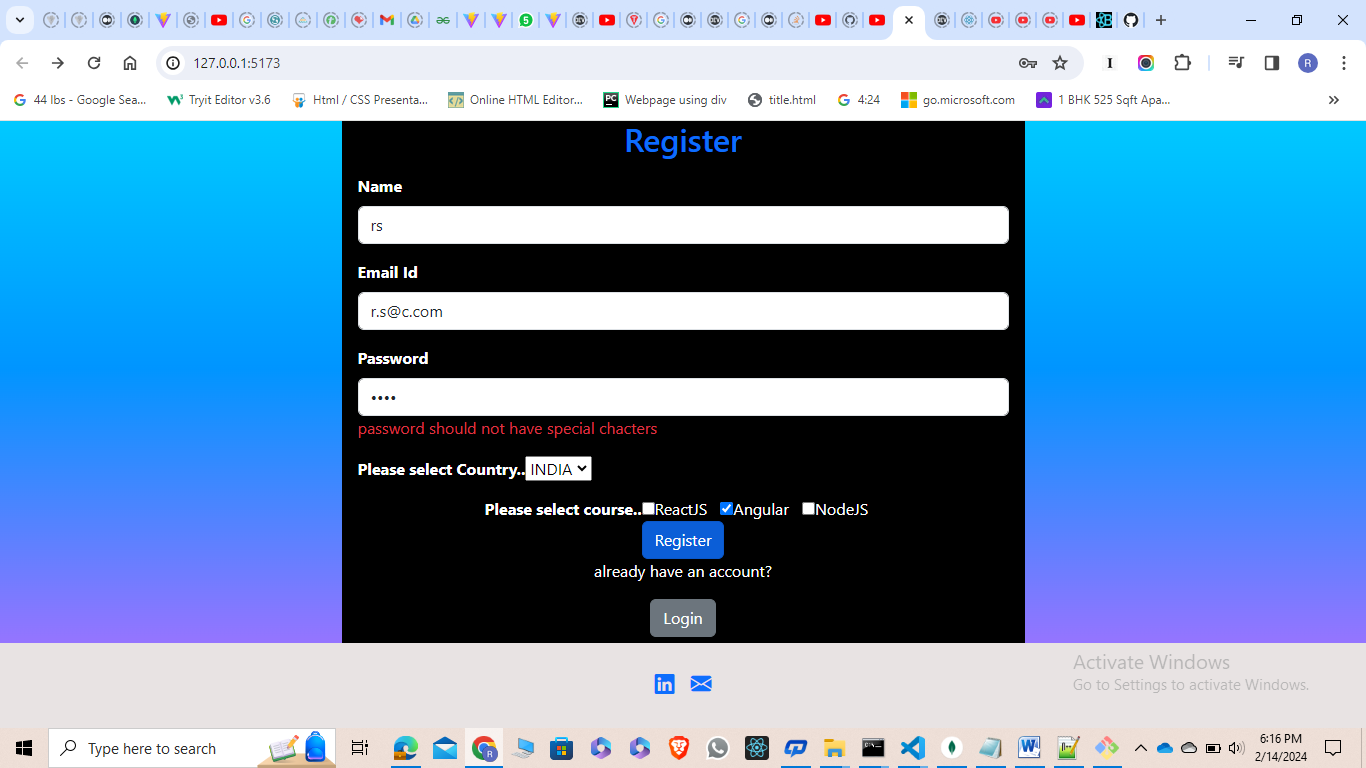 127.0.0.1:5173
44 lbs - Google Sea...
Tryit Editor v3.6
Html / CSS Presenta...
Online HTML Editor...
Webpage using div
title.html
4:24
go.microsoft.com
1 BHK 525 Sqft Apa...
Register
Name
rs
Email Id
r.s@c.com
Password
••••
password should not have special chacters
Please select Country.. INDIA
Please select course.. ReactJS Angular NodeJS
Register
already have an account?
Login
Activate Windows
Go to Settings to activate Windows.
Type here to search
6:16 PM
2/14/2024